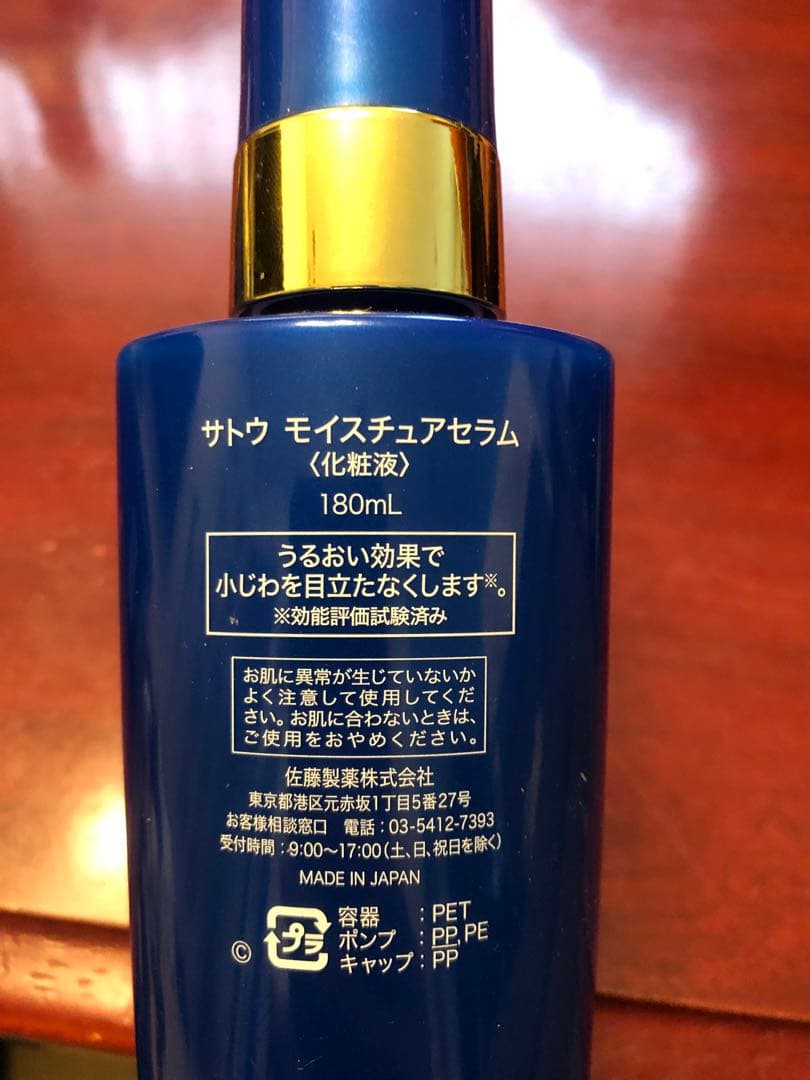 サトウ モイスチュアセラム
〈化粧液〉
180mL
うるおい効果で
小じわを目立たなくします※。
※効能評価試験済み
お肌に異常が生じていないか
よく注意して使用してくだ
さい。お肌に合わないときは、
ご使用をおやめください。
佐藤製薬株式会社
東京都港区元赤坂1丁目5番27号
お客様相談窓口 電話：03-5412-7393
受付時間：9:00〜17:00（土、日、祝日を除く）
MADE IN JAPAN
© プラ
容器 ：PET
ポンプ ：PP,PE
キャップ：PP